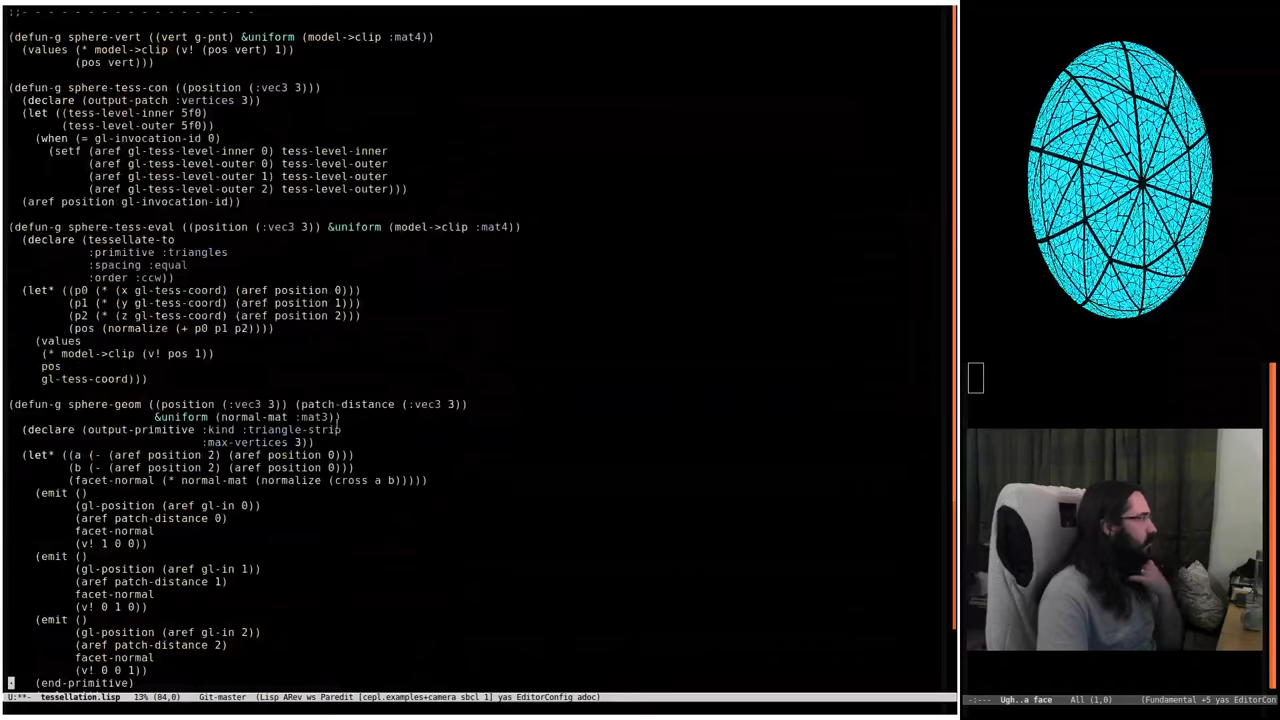 ;;- - - - - - - - - - - - - - - - - -
(defun-g sphere-vert ((vert g-pnt) &uniform (model->clip :mat4))
  (values (* model->clip (v! (pos vert) 1))
          (pos vert)))
(defun-g sphere-tess-con ((position (:vec3 3)))
  (declare (output-patch :vertices 3))
  (let ((tess-level-inner 5f0)
        (tess-level-outer 5f0))
    (when (= gl-invocation-id 0)
      (setf (aref gl-tess-level-inner 0) tess-level-inner
            (aref gl-tess-level-outer 0) tess-level-outer
            (aref gl-tess-level-outer 1) tess-level-outer
            (aref gl-tess-level-outer 2) tess-level-outer)))
  (aref position gl-invocation-id))
(defun-g sphere-tess-eval ((position (:vec3 3)) &uniform (model->clip :mat4))
  (declare (tessellate-to
            :primitive :triangles
            :spacing :equal
            :order :ccw))
  (let* ((p0 (* (x gl-tess-coord) (aref position 0)))
         (p1 (* (y gl-tess-coord) (aref position 1)))
         (p2 (* (z gl-tess-coord) (aref position 2)))
         (pos (normalize (+ p0 p1 p2))))
    (values
     (* model->clip (v! pos 1))
     pos
     gl-tess-coord)))
(defun-g sphere-geom ((position (:vec3 3)) (patch-distance (:vec3 3))
                      &uniform (normal-mat :mat3))
  (declare (output-primitive :kind :triangle-strip
                             :max-vertices 3))
  (let* ((a (- (aref position 2) (aref position 0)))
         (b (- (aref position 2) (aref position 0)))
         (facet-normal (* normal-mat (normalize (cross a b)))))
    (emit ()
          (gl-position (aref gl-in 0))
          (aref patch-distance 0)
          facet-normal
          (v! 1 0 0))
    (emit ()
          (gl-position (aref gl-in 1))
          (aref patch-distance 1)
          facet-normal
          (v! 0 1 0))
    (emit ()
          (gl-position (aref gl-in 2))
          (aref patch-distance 2)
          facet-normal
          (v! 0 0 1))
    (end-primitive)
U:**-  tessellation.lisp   13% (84,0)   Git-master   (Lisp ARev ws Paredit [cepl.examples+camera sbcl 1] yas EditorConfig adoc)
-:---  Ugh..a face   All (1,0)   (Fundamental +5 yas EditorCon